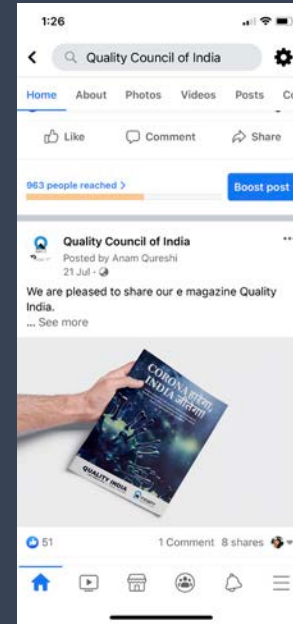 1:26
Quality Council of India
Home About Photos Videos Posts Co
Like Comment Share
963 people reached >
Boost post
Quality Council of India
Posted by Anam Qureshi
21 Jul ·
We are pleased to share our e magazine Quality
India.
... See more
CORONA हारेगा,
INDIA जीतेगा!
QUALITY INDIA
51
1 Comment 8 shares